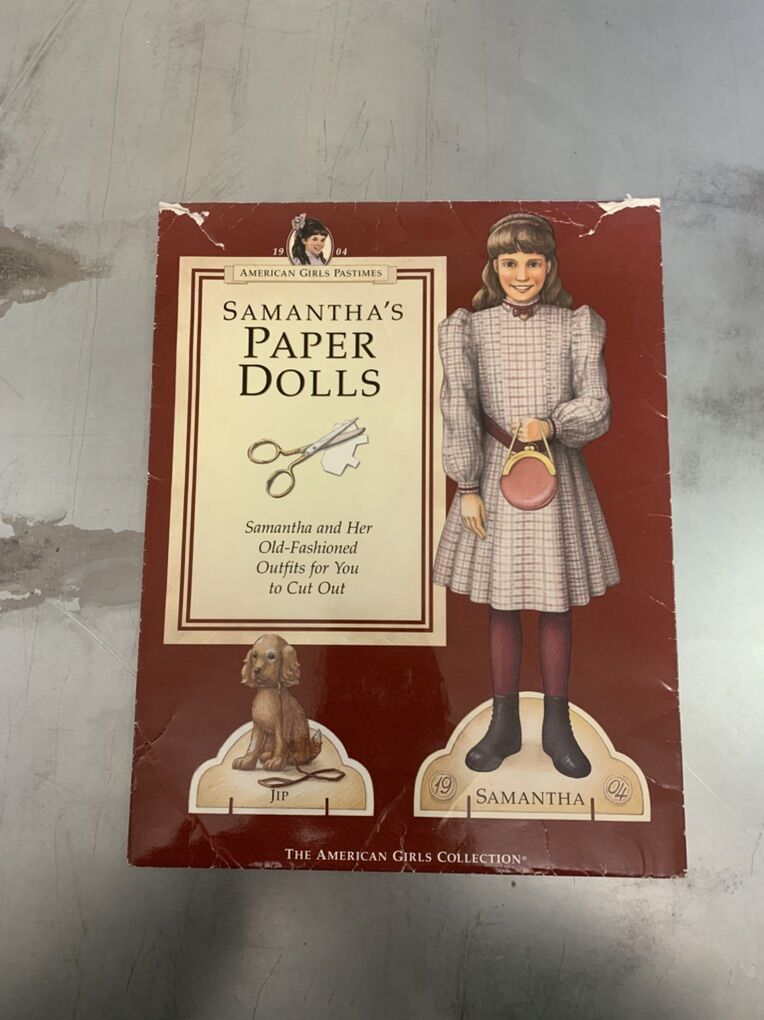 19 04
AMERICAN GIRLS PASTIMES
SAMANTHA'S
PAPER
DOLLS
Samantha and Her
Old-Fashioned
Outfits for You
to Cut Out
JIP
19 SAMANTHA 04
THE AMERICAN GIRLS COLLECTION®